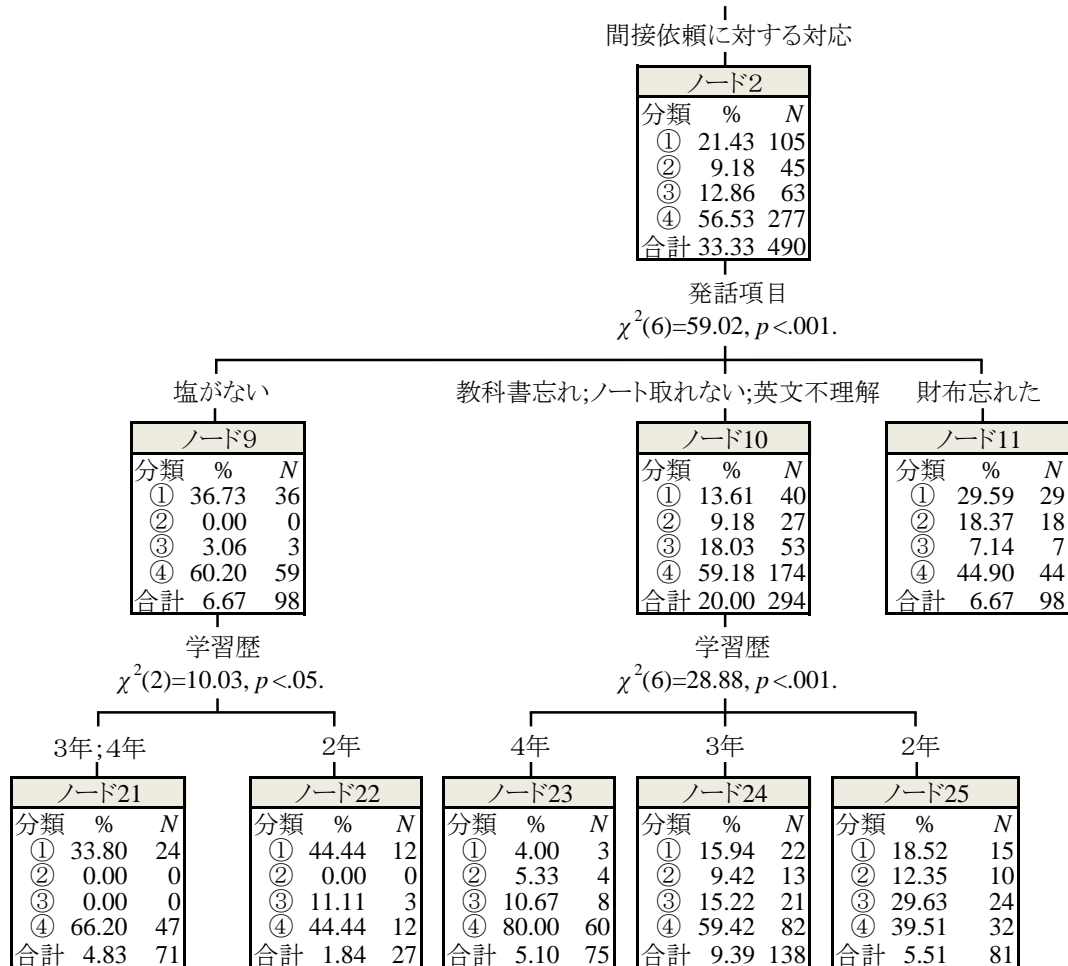 間接依頼に対する対応
ノード2
分類 % N
① 21.43 105
② 9.18 45
③ 12.86 63
④ 56.53 277
合計 33.33 490
発話項目
χ²(6)=59.02, p<.001.
塩がない
教科書忘れ;ノート取れない;英文不理解
財布忘れた
ノード9
分類 % N
① 36.73 36
② 0.00 0
③ 3.06 3
④ 60.20 59
合計 6.67 98
ノード10
分類 % N
① 13.61 40
② 9.18 27
③ 18.03 53
④ 59.18 174
合計 20.00 294
ノード11
分類 % N
① 29.59 29
② 18.37 18
③ 7.14 7
④ 44.90 44
合計 6.67 98
学習歴
χ²(2)=10.03, p<.05.
学習歴
χ²(6)=28.88, p<.001.
3年;4年
2年
4年
3年
2年
ノード21
分類 % N
① 33.80 24
② 0.00 0
③ 0.00 0
④ 66.20 47
合計 4.83 71
ノード22
分類 % N
① 44.44 12
② 0.00 0
③ 11.11 3
④ 44.44 12
合計 1.84 27
ノード23
分類 % N
① 4.00 3
② 5.33 4
③ 10.67 8
④ 80.00 60
合計 5.10 75
ノード24
分類 % N
① 15.94 22
② 9.42 13
③ 15.22 21
④ 59.42 82
合計 9.39 138
ノード25
分類 % N
① 18.52 15
② 12.35 10
③ 29.63 24
④ 39.51 32
合計 5.51 81